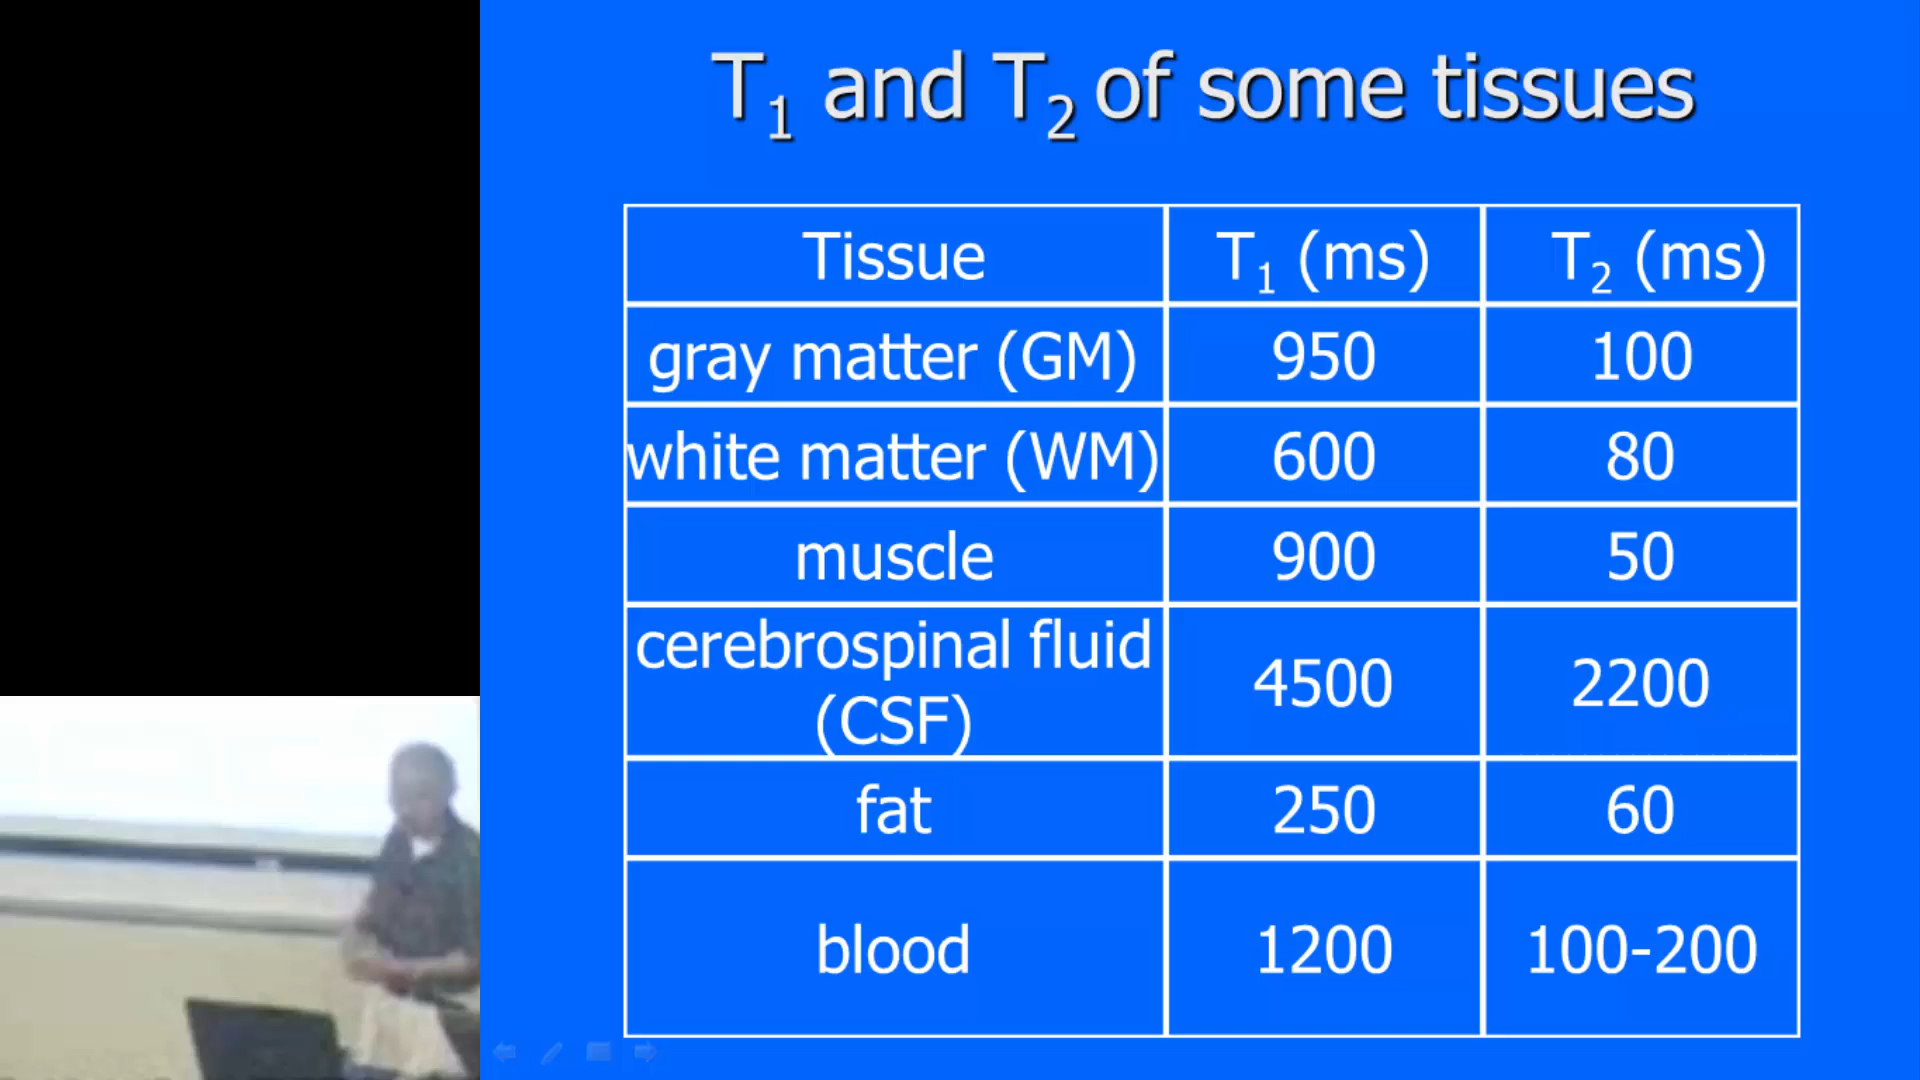 T₁ and T₂ of some tissues
Tissue T₁ (ms) T₂ (ms)
gray matter (GM) 950 100
white matter (WM) 600 80
muscle 900 50
cerebrospinal fluid
(CSF) 4500 2200
fat 250 60
blood 1200 100-200